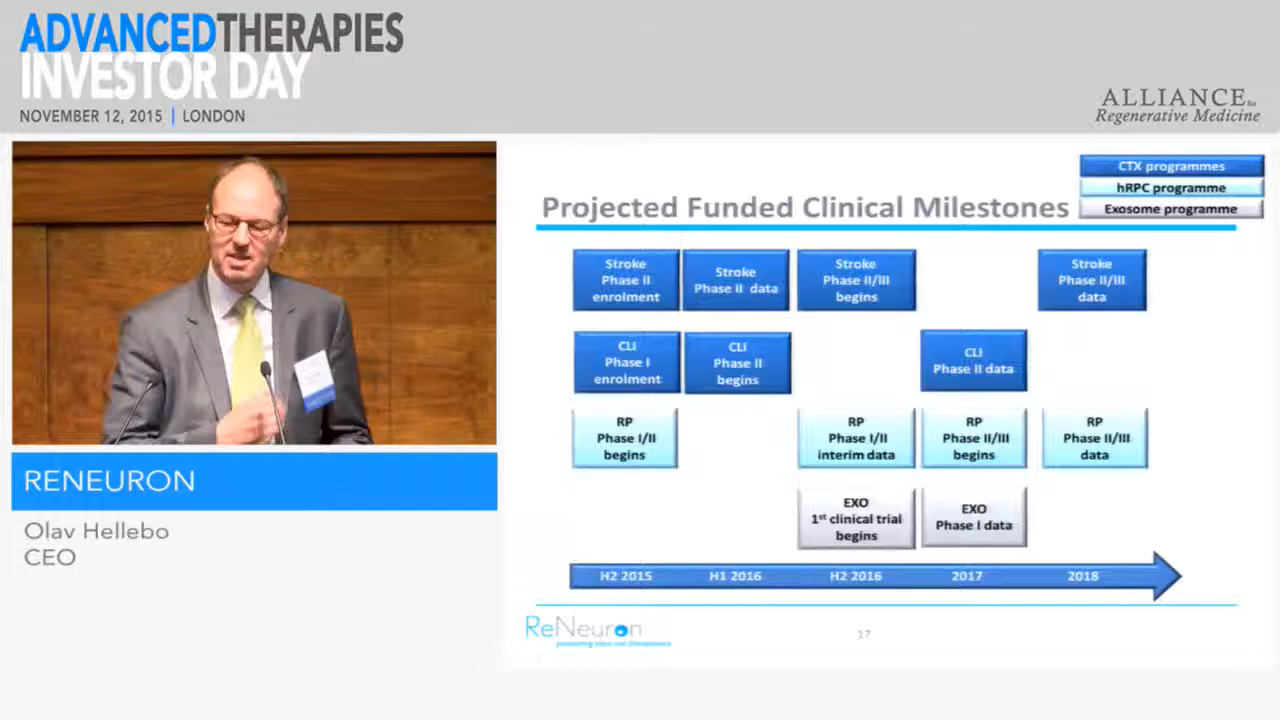 ADVANCEDTHERAPIES
INVESTOR DAY
NOVEMBER 12, 2015 | LONDON
ALLIANCE for
Regenerative Medicine
RENEURON
Olav Hellebo
CEO
Projected Funded Clinical Milestones
CTX programmes
hRPC programme
Exosome programme
Stroke
Phase II
enrolment
Stroke
Phase II data
Stroke
Phase II/III
begins
Stroke
Phase II/III
data
CLI
Phase I
enrolment
CLI
Phase II
begins
CLI
Phase II data
RP
Phase I/II
begins
RP
Phase I/II
interim data
RP
Phase II/III
begins
RP
Phase II/III
data
EXO
1st clinical trial
begins
EXO
Phase I data
H2 2015
H1 2016
H2 2016
2017
2018
ReNeuron
17